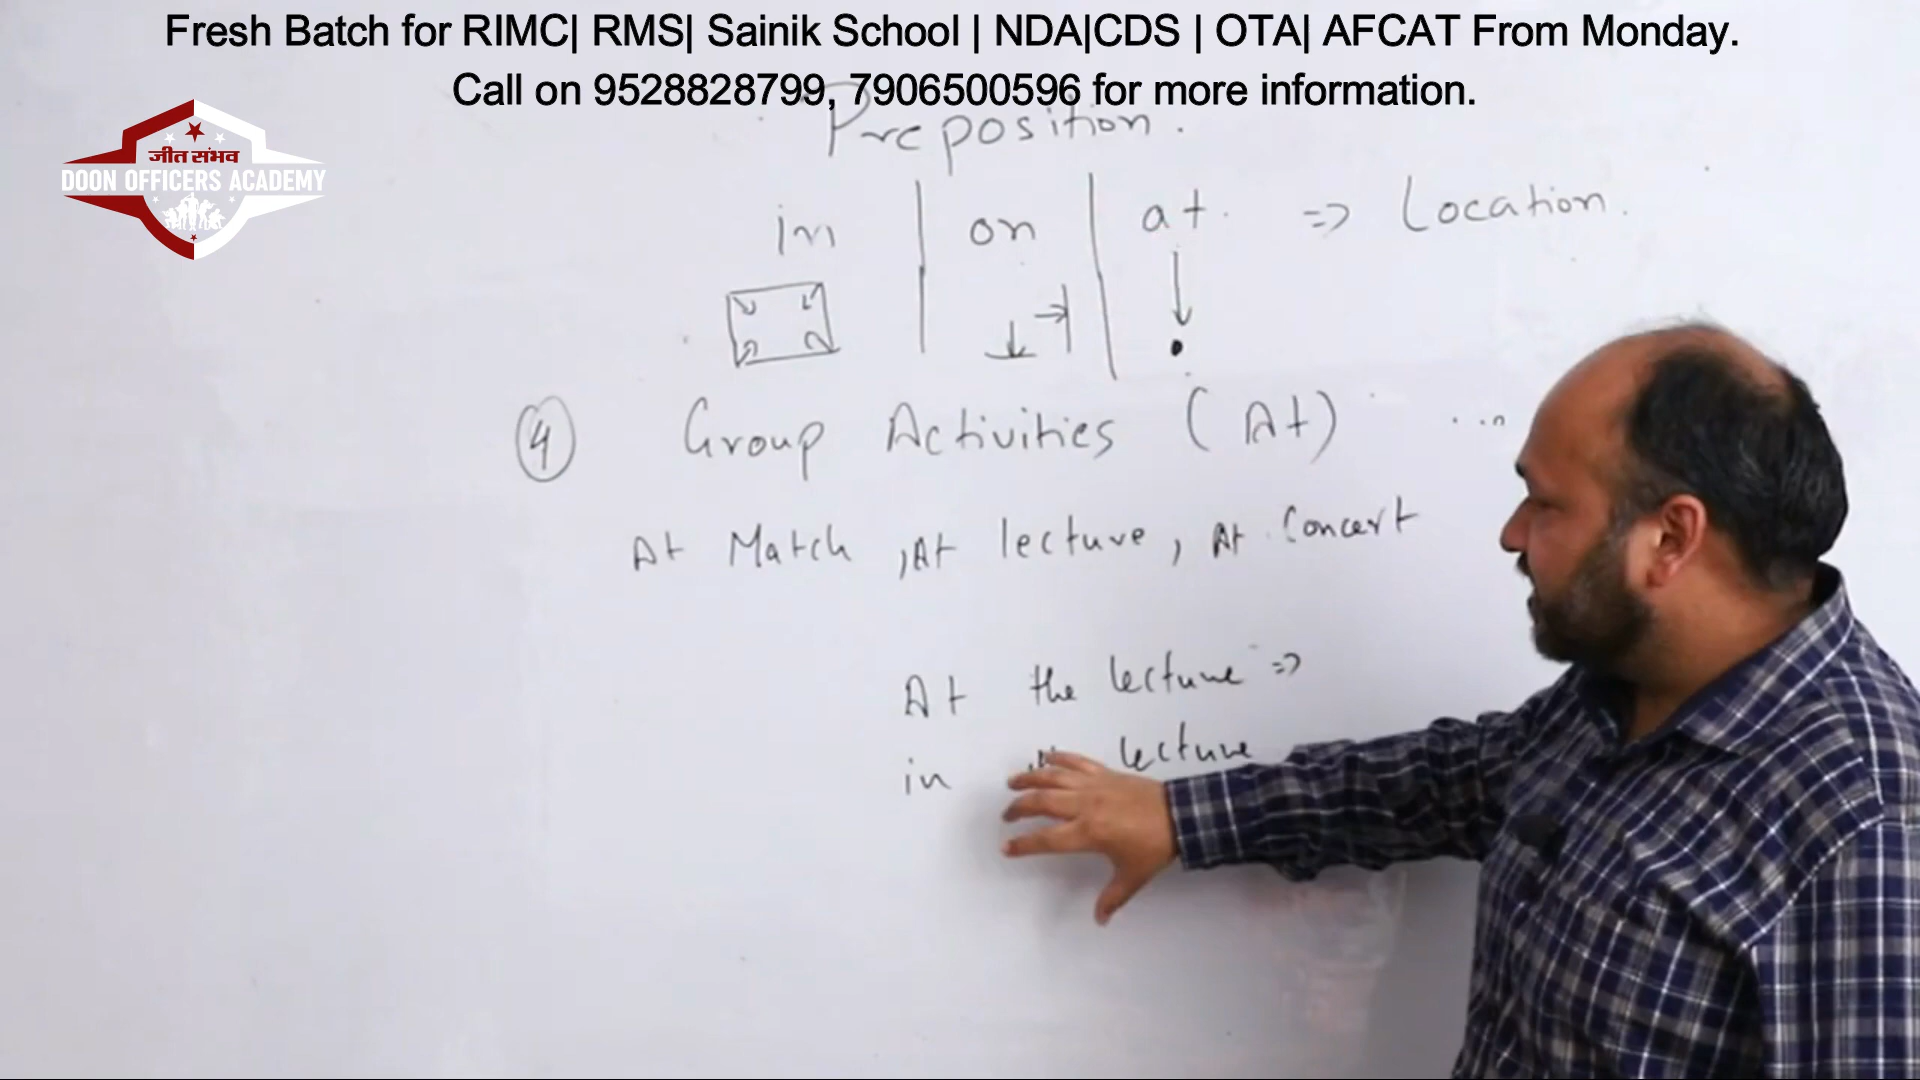 Fresh Batch for RIMC| RMS| Sainik School | NDA|CDS | OTA| AFCAT From Monday.
Call on 9528828799, 7906500596 for more information.
जीत संभव
DOON OFFICERS ACADEMY
Preposition.
in | on | at. => Location.
4 Group Activities (At) ...
At Match, At lecture, At Concert
At the lecture =>
in lecture